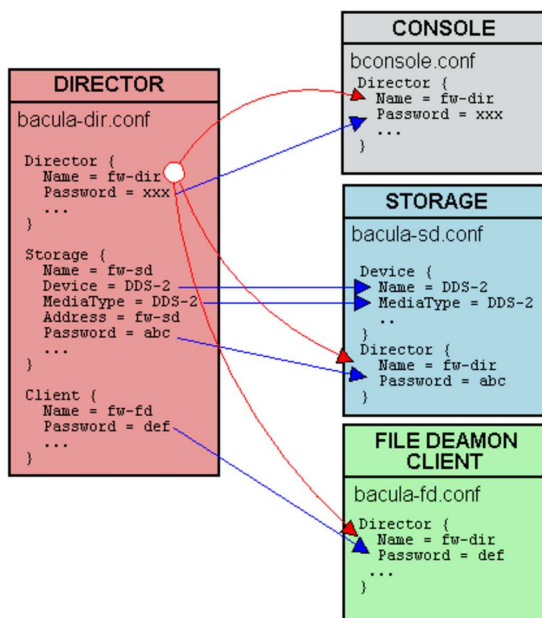 DIRECTOR
bacula-dir.conf
Director {
Name = fw-dir
Password = xxx
...
}
Storage {
Name = fw-sd
Device = DDS-2
MediaType = DDS-2
Address = fw-sd
Password = abc
...
}
Client {
Name = fw-fd
Password = def
...
}
CONSOLE
bconsole.conf
Director {
Name = fw-dir
Password = xxx
...
}
STORAGE
bacula-sd.conf
Device {
Name = DDS-2
MediaType = DDS-2
..
}
Director {
Name = fw-dir
Password = abc
}
FILE DEAMON
CLIENT
bacula-fd.conf
Director {
Name = fw-dir
Password = def
...
}